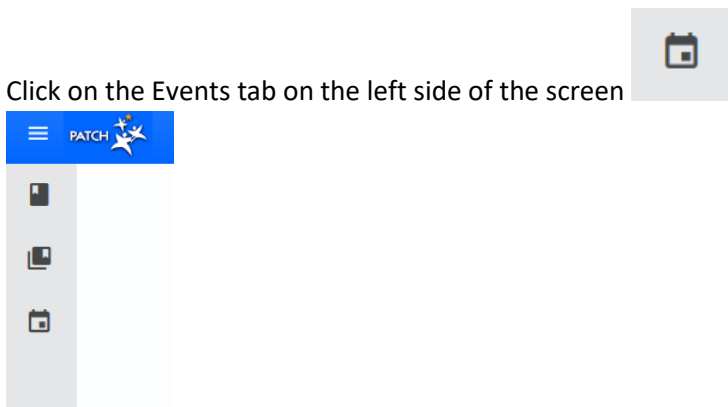 Click on the Events tab on the left side of the screen
PATCH